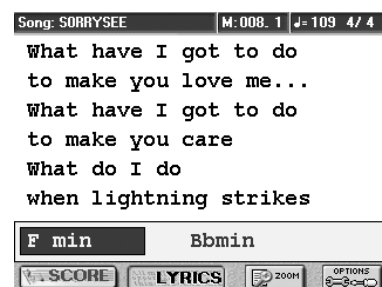 Song: SORRYSEE M:008. 1 ♩=109 4/4
What have I got to do
to make you love me...
What have I got to do
to make you care
What do I do
when lightning strikes
F min Bbmin
SCORE LYRICS ZOOM OPTIONS